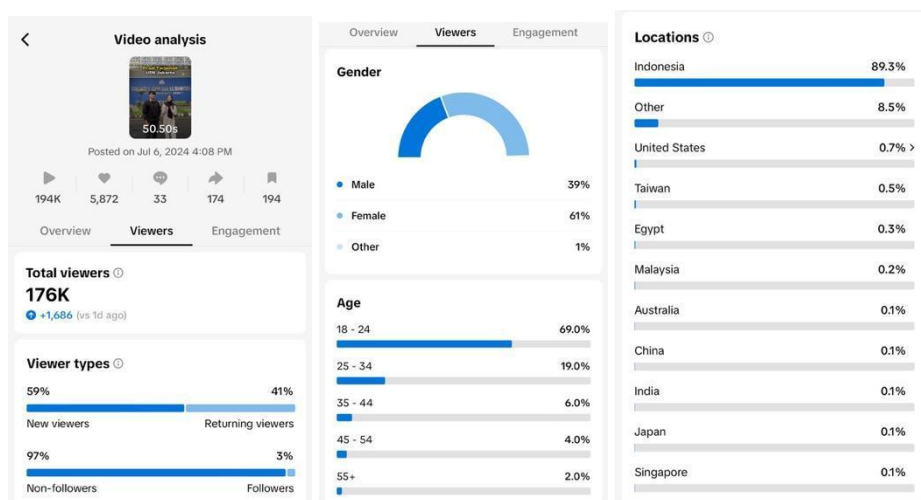 Video analysis
50.50s
Posted on Jul 6, 2024 4:08 PM
194K 5,872 33 174 194
Overview Viewers Engagement
Total viewers
176K
+1,686 (vs 1d ago)
Viewer types
59% 41%
New viewers Returning viewers
97% 3%
Non-followers Followers
Overview Viewers Engagement
Gender
Male 39%
Female 61%
Other 1%
Age
18 - 24 69.0%
25 - 34 19.0%
35 - 44 6.0%
45 - 54 4.0%
55+ 2.0%
Locations
Indonesia 89.3%
Other 8.5%
United States 0.7% >
Taiwan 0.5%
Egypt 0.3%
Malaysia 0.2%
Australia 0.1%
China 0.1%
India 0.1%
Japan 0.1%
Singapore 0.1%